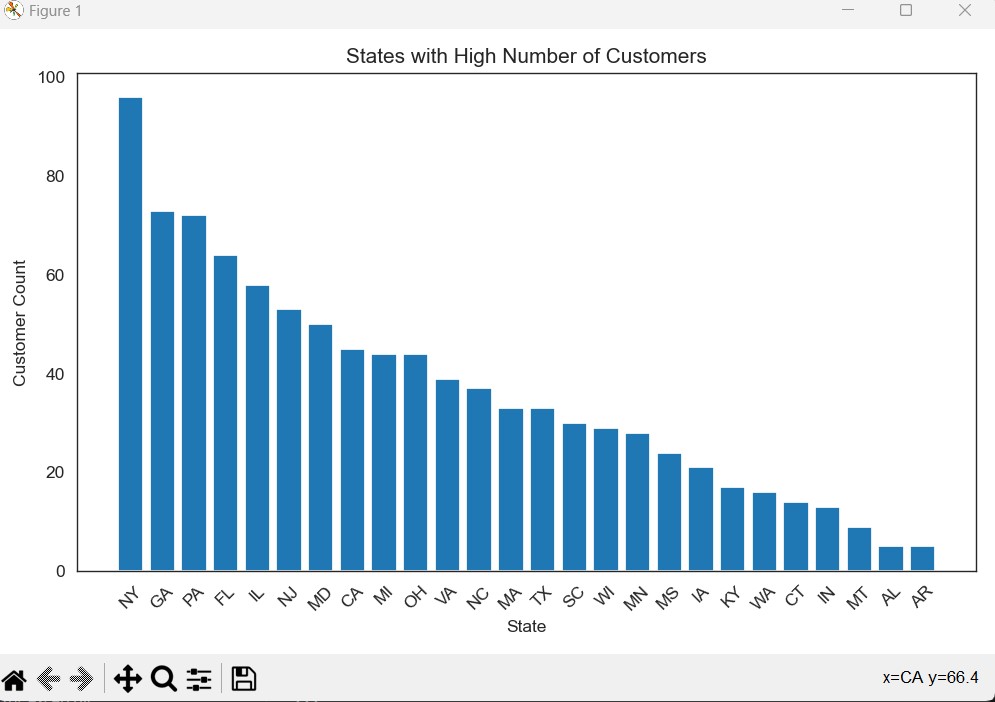 Figure 1
States with High Number of Customers
100
80
60
40
20
0
Customer Count
NY GA PA FL IL NJ MD CA MI OH VA NC MA TX SC WI MN MS IA KY WA CT IN MT AL AR
State
x=CA y=66.4